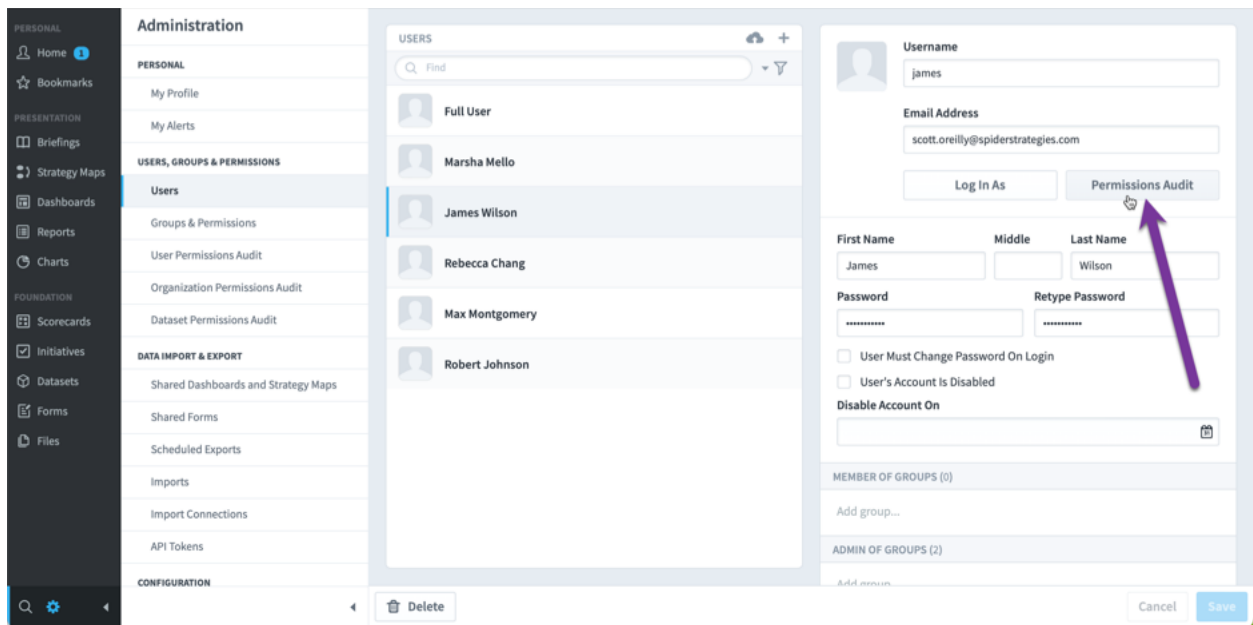 PERSONAL
Home 1
Bookmarks
PRESENTATION
Briefings
Strategy Maps
Dashboards
Reports
Charts
FOUNDATION
Scorecards
Initiatives
Datasets
Forms
Files
Administration
PERSONAL
My Profile
My Alerts
USERS, GROUPS & PERMISSIONS
Users
Groups & Permissions
User Permissions Audit
Organization Permissions Audit
Dataset Permissions Audit
DATA IMPORT & EXPORT
Shared Dashboards and Strategy Maps
Shared Forms
Scheduled Exports
Imports
Import Connections
API Tokens
CONFIGURATION
USERS
Find
Full User
Marsha Mello
James Wilson
Rebecca Chang
Max Montgomery
Robert Johnson
Delete
Username
james
Email Address
scott.oreilly@spiderstrategies.com
Log In As Permissions Audit
First Name Middle Last Name
James Wilson
Password Retype Password
User Must Change Password On Login
User's Account Is Disabled
Disable Account On
MEMBER OF GROUPS (0)
Add group...
ADMIN OF GROUPS (2)
Add group
Cancel Save